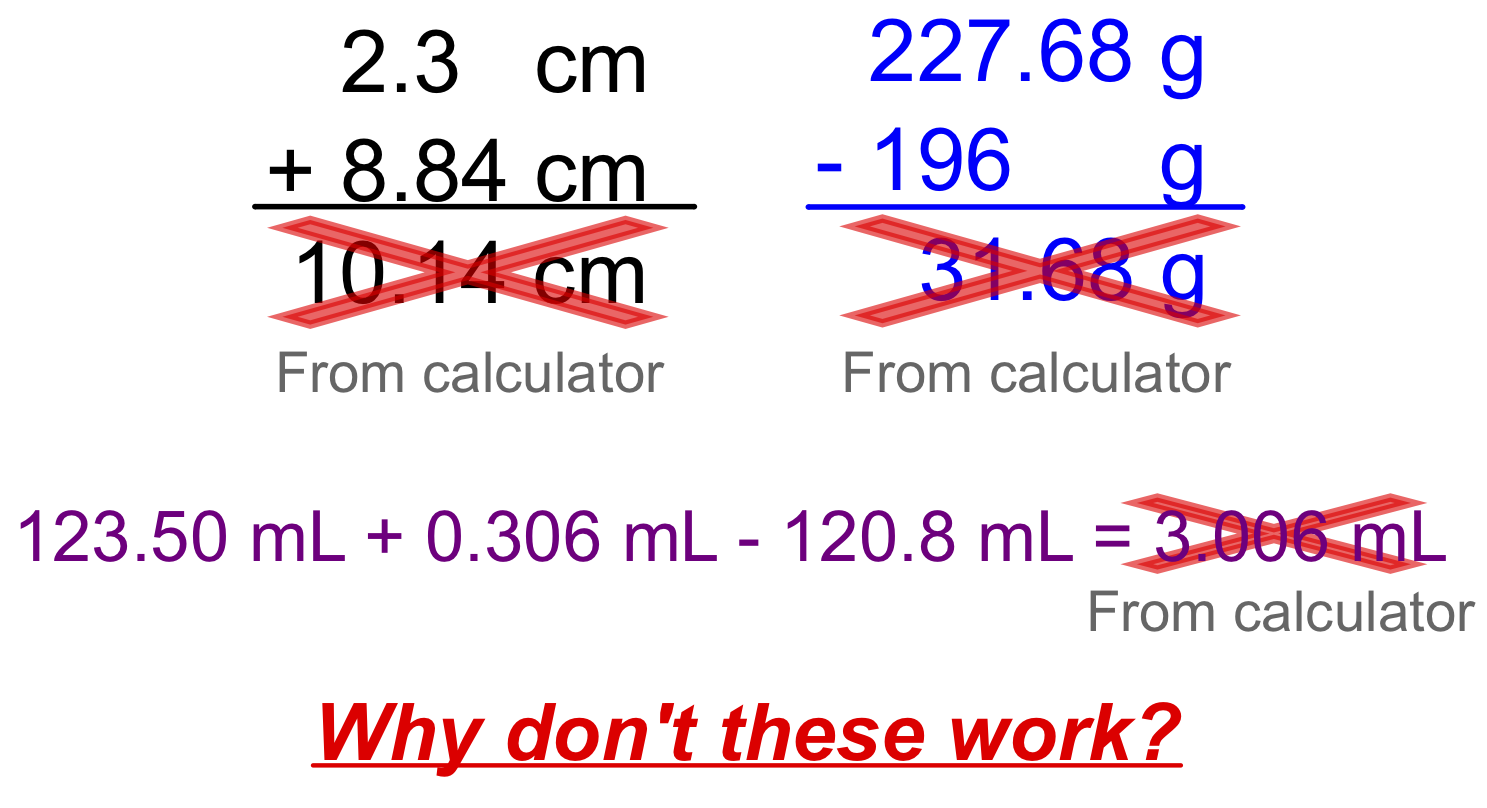 2.3 cm
+ 8.84 cm
10.14 cm
From calculator
227.68 g
- 196 g
31.68 g
From calculator
123.50 mL + 0.306 mL - 120.8 mL = 3.006 mL
From calculator
Why don't these work?